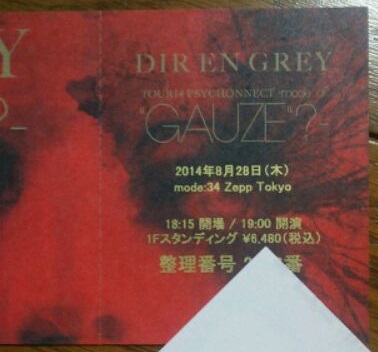 DIR EN GREY
TOUR14 PSYCHONNECT -mode of
"GAUZE"?-
2014年8月28日(木)
mode:34 Zepp Tokyo
18:15 開場 / 19:00 開演
1Fスタンディング ¥6,480(税込)
整理番号 番
Y
?-